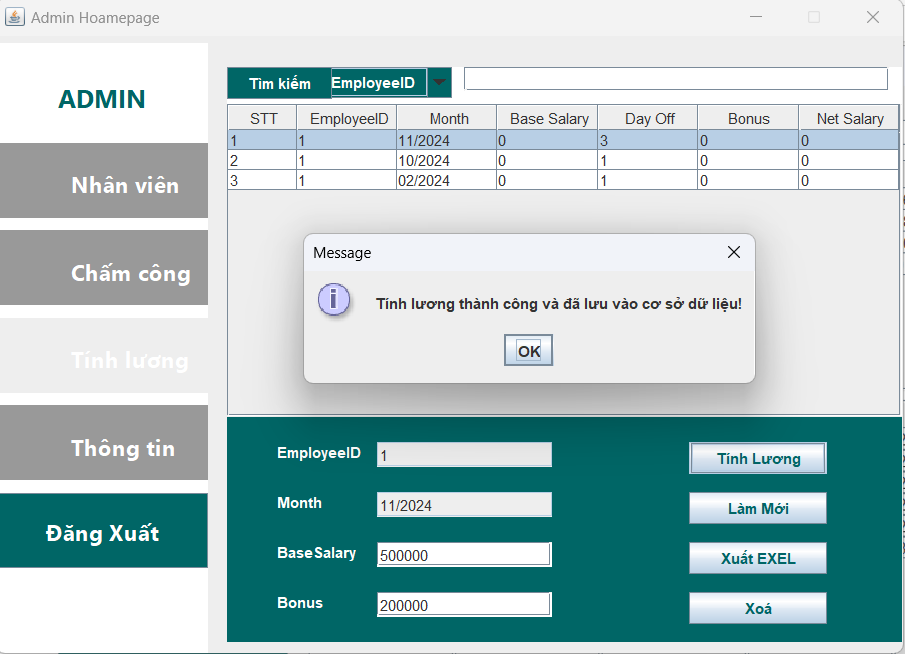 Admin Hoamepage
ADMIN
Nhân viên
Chấm công
Tính lương
Thông tin
Đăng Xuất
Tìm kiếm EmployeeID
STT EmployeeID Month Base Salary Day Off Bonus Net Salary
1 1 11/2024 0 3 0 0
2 1 10/2024 0 1 0 0
3 1 02/2024 0 1 0 0
Message
Tính lương thành công và đã lưu vào cơ sở dữ liệu!
OK
EmployeeID 1 Tính Lương
Month 11/2024 Làm Mới
BaseSalary 500000 Xuất EXEL
Bonus 200000 Xoá